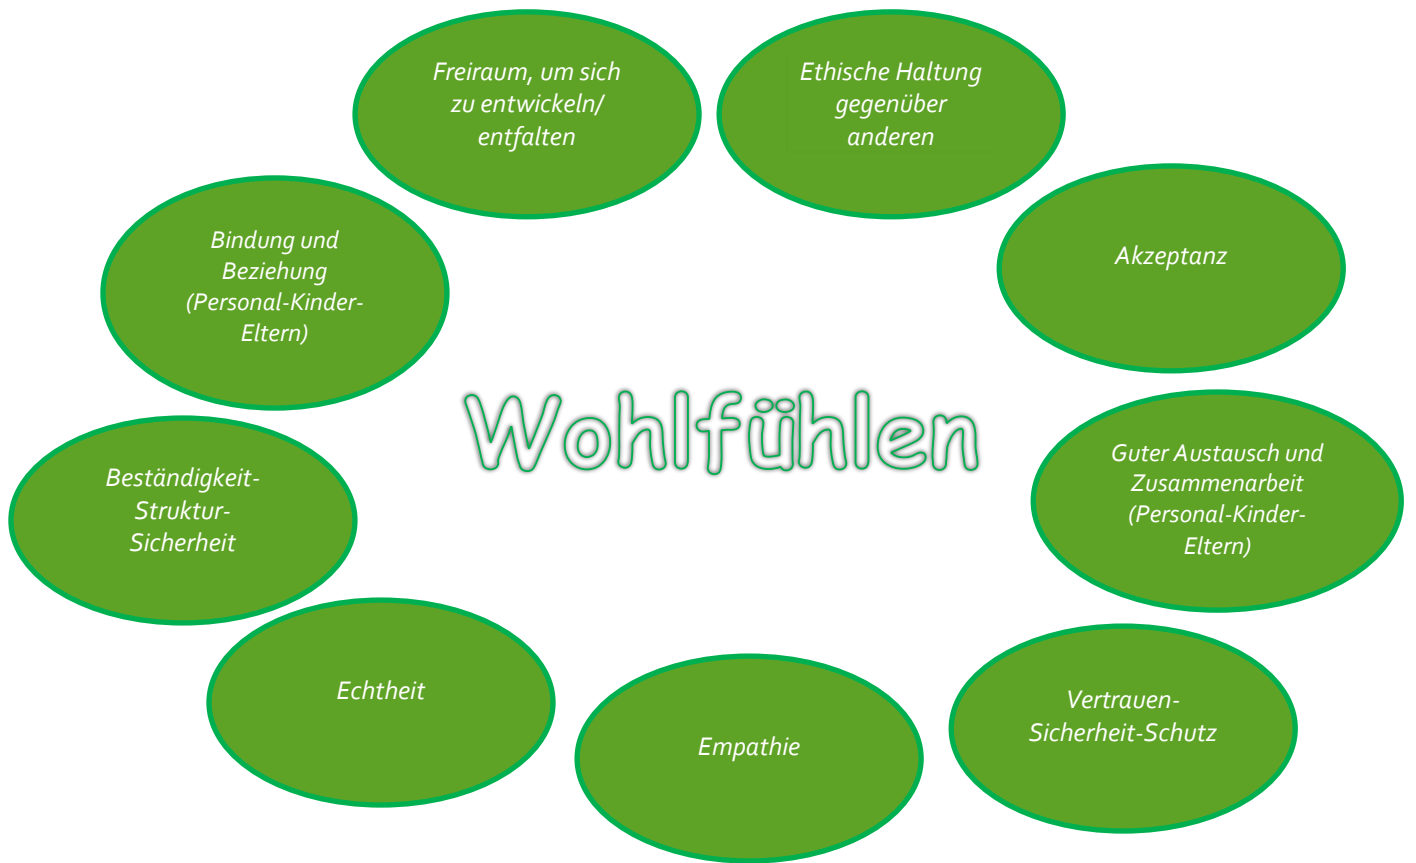 Freiraum, um sich
zu entwickeln/
entfalten
Ethische Haltung
gegenüber
anderen
Bindung und
Beziehung
(Personal-Kinder-
Eltern)
Akzeptanz
Wohlfühlen
Beständigkeit-
Struktur-
Sicherheit
Guter Austausch und
Zusammenarbeit
(Personal-Kinder-
Eltern)
Echtheit
Empathie
Vertrauen-
Sicherheit-Schutz